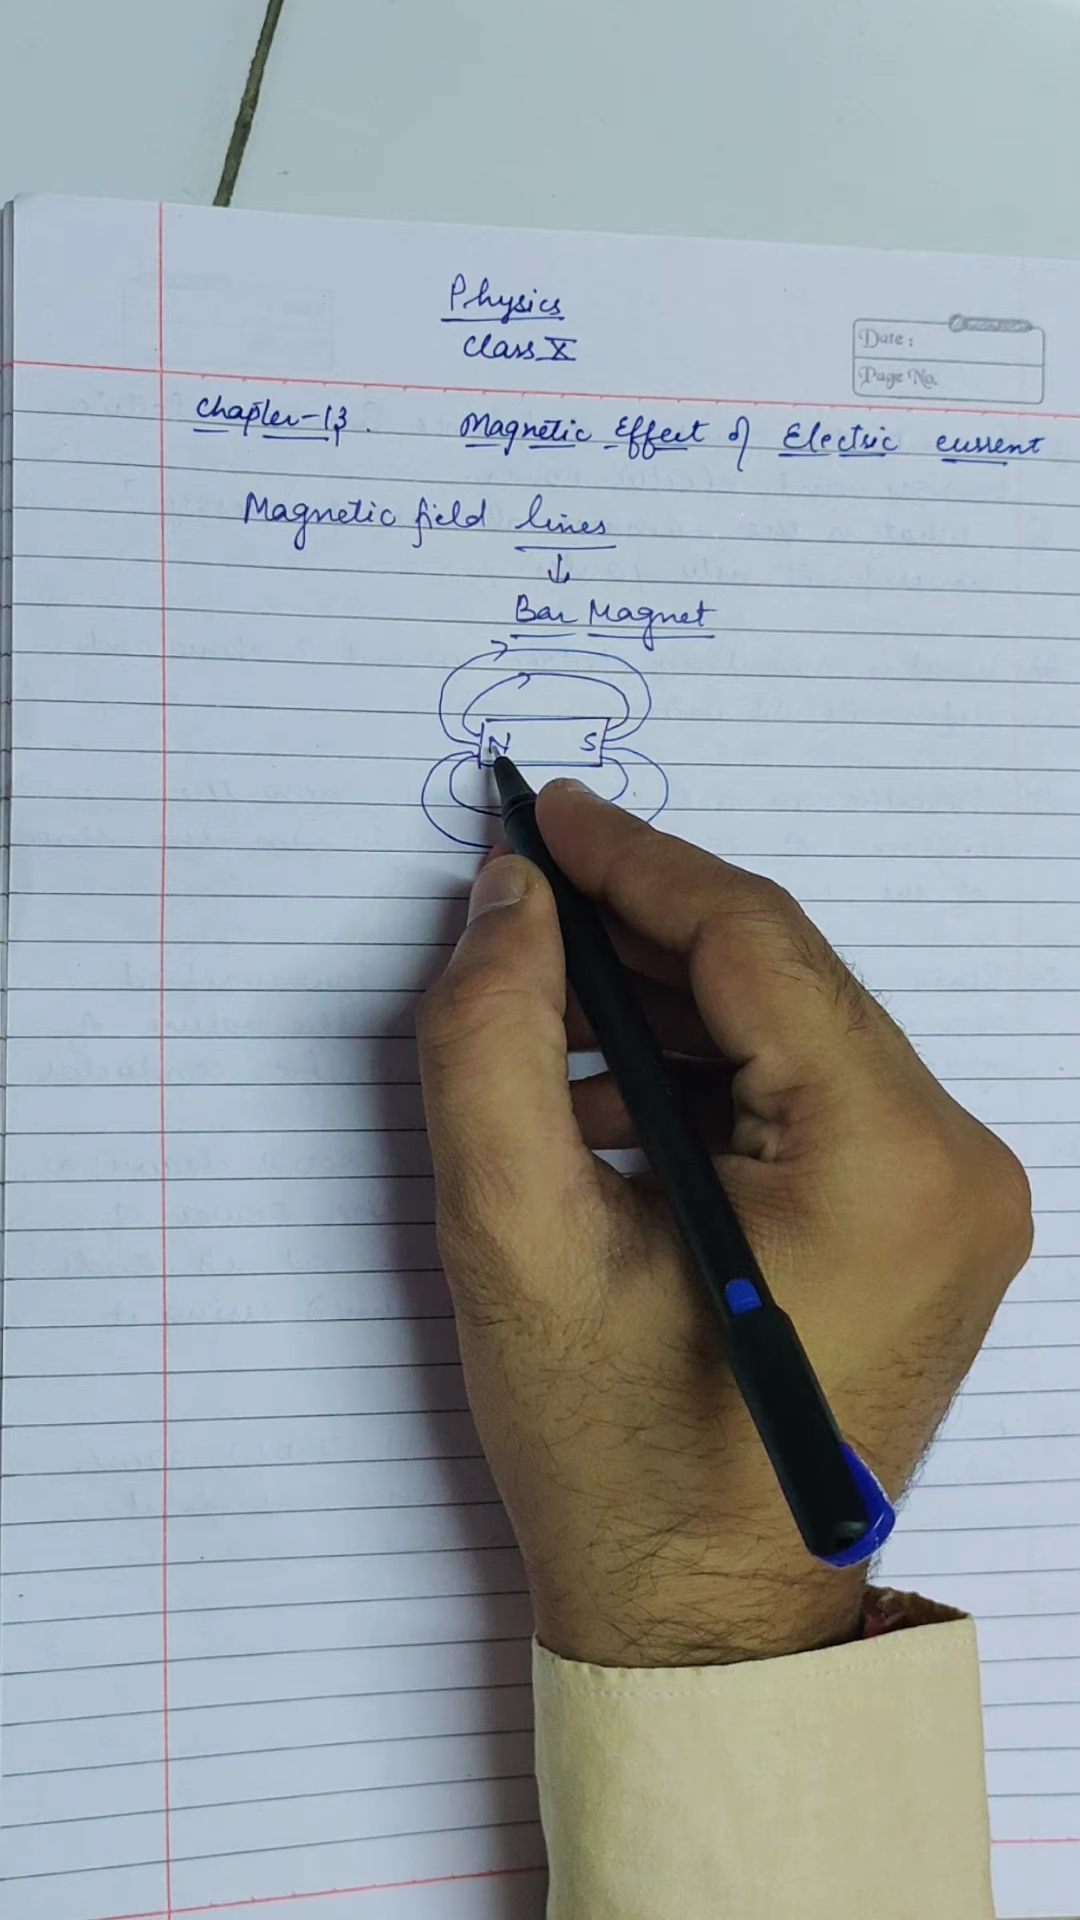 Physics
Class X
Date :
Page No.
Chapter-13. Magnetic Effect of Electric current
Magnetic field lines
↓
Bar Magnet
N S